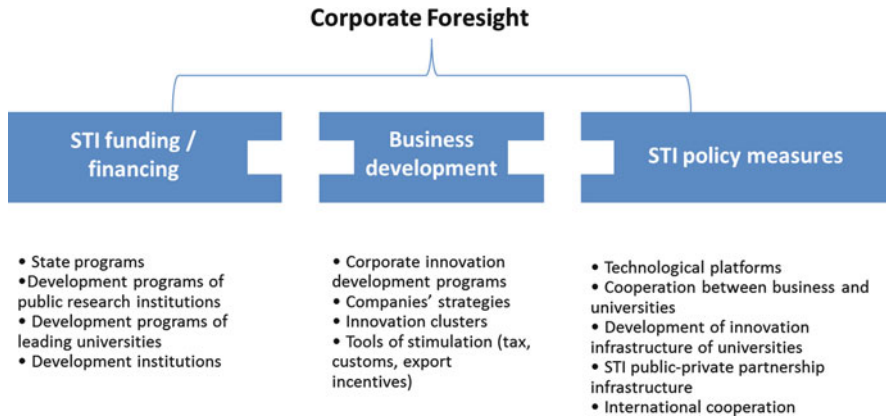 Corporate Foresight
STI funding /
financing
Business
development
STI policy measures
• State programs
•Development programs of
public research institutions
• Development programs of
leading universities
• Development institutions
• Corporate innovation
development programs
• Companies' strategies
• Innovation clusters
• Tools of stimulation (tax,
customs, export
incentives)
• Technological platforms
• Cooperation between business and
universities
• Development of innovation
infrastructure of universities
• STI public-private partnership
infrastructure
• International cooperation